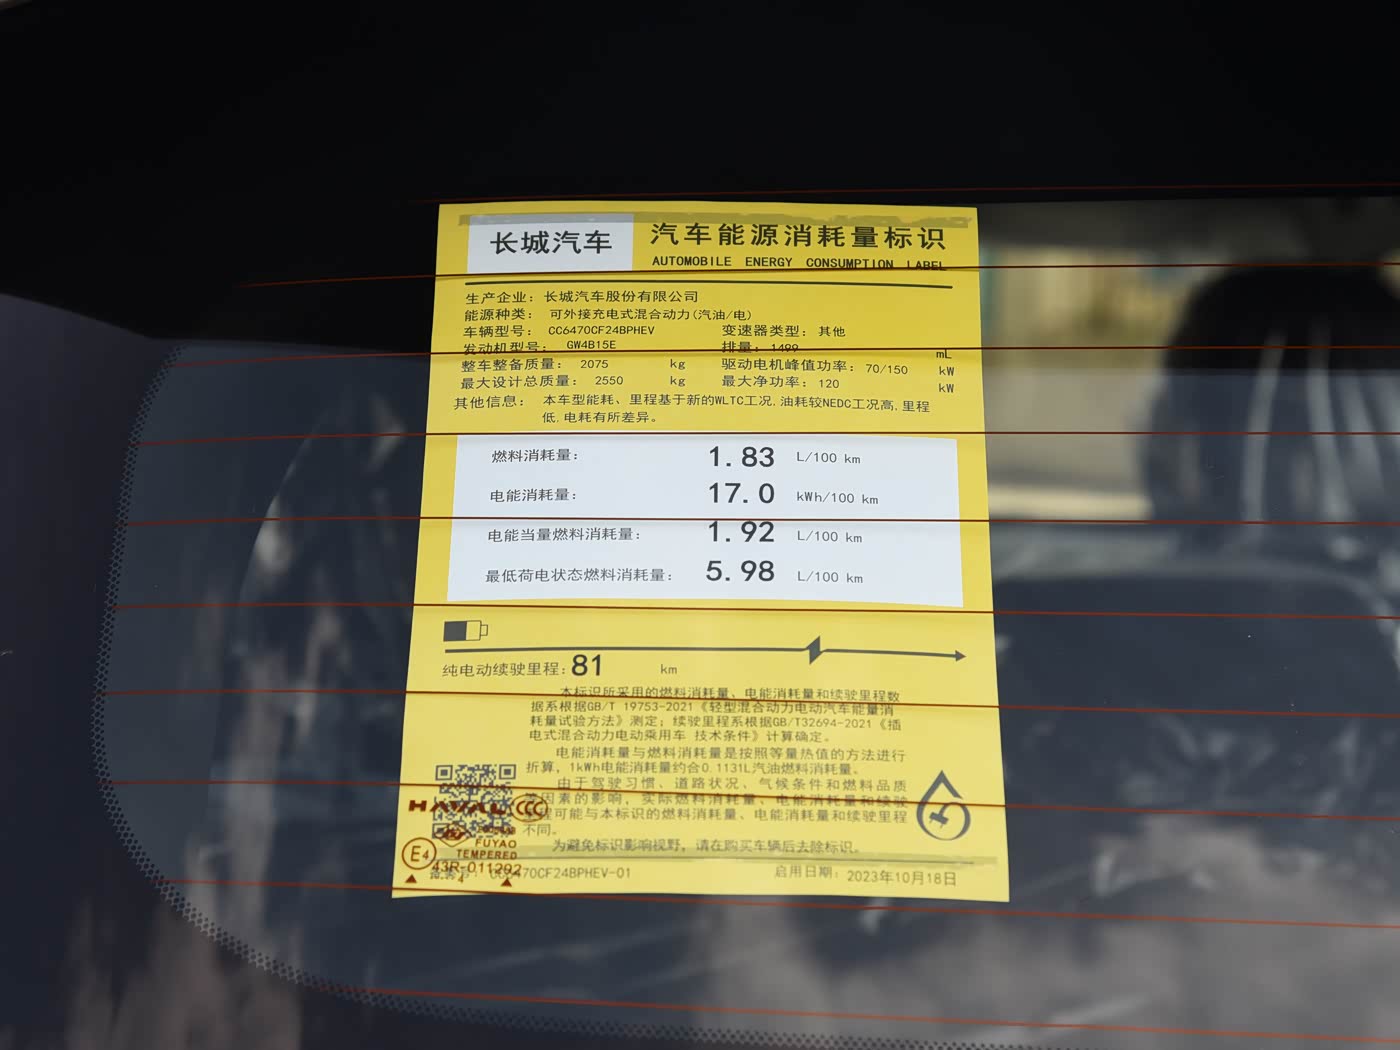 长城汽车
汽车能源消耗量标识
AUTOMOBILE ENERGY CONSUMPTION LABEL
生产企业: 长城汽车股份有限公司
能源种类: 可外接充电式混合动力(汽油/电)
车辆型号: CC6470CF24BPHEV 变速器类型: 其他
发动机型号: GW4B15E 排量: 1499 mL
整车整备质量: 2075 kg 驱动电机峰值功率: 70/150 kW
最大设计总质量: 2550 kg 最大净功率: 120 kW
其他信息: 本车型能耗、里程基于新的WLTC工况,油耗较NEDC工况高,里程
低,电耗有所差异。
燃料消耗量: 1.83 L/100 km
电能消耗量: 17.0 kWh/100 km
电能当量燃料消耗量: 1.92 L/100 km
最低荷电状态燃料消耗量: 5.98 L/100 km
纯电动续驶里程: 81 km
本标识所采用的燃料消耗量、电能消耗量和续驶里程数
据系根据GB/T 19753-2021《轻型混合动力电动汽车能量消
耗量试验方法》测定; 续驶里程系根据GB/T32694-2021《插
电式混合动力电动乘用车 技术条件》计算确定。
电能消耗量与燃料消耗量是按照等量热值的方法进行
折算, 1kWh电能消耗量约合0.1131L汽油燃料消耗量。
由于驾驶习惯、道路状况、气候条件和燃料品质
等因素的影响, 实际燃料消耗量、电能消耗量和续驶
里程可能与本标识的燃料消耗量、电能消耗量和续驶里程
不同。
为避免标识影响视野, 请在购买车辆后去除标识。
HAVAL CCC
FUYAO
TEMPERED
E4 43R-011292
4
备案号: CC6470CF24BPHEV-01 启用日期: 2023年10月18日